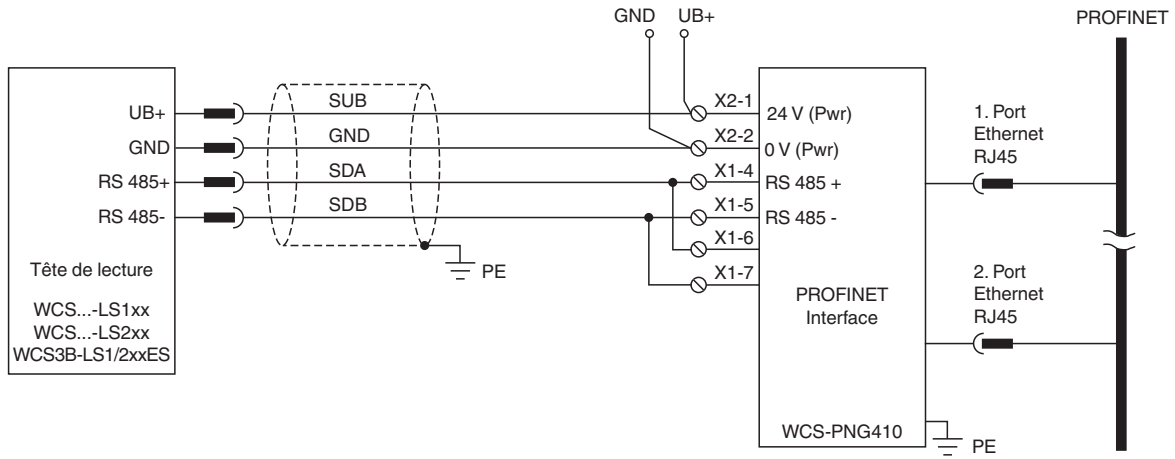 GND UB+
PROFINET
UB+
GND
RS 485+
RS 485-
Tête de lecture
WCS...-LS1xx
WCS...-LS2xx
WCS3B-LS1/2xxES
SUB
GND
SDA
SDB
PE
X2-1
X2-2
X1-4
X1-5
X1-6
X1-7
24 V (Pwr)
0 V (Pwr)
RS 485 +
RS 485 -
PROFINET
Interface
WCS-PNG410
PE
1. Port
Ethernet
RJ45
2. Port
Ethernet
RJ45